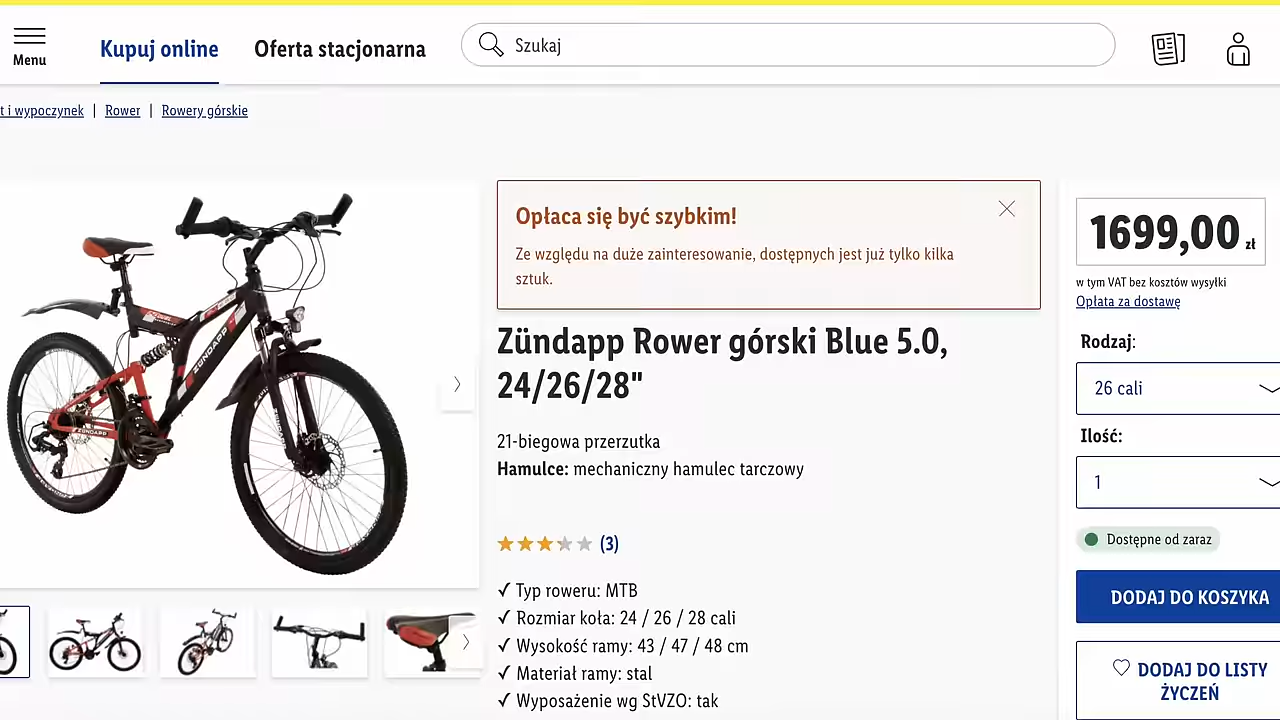 Menu
Kupuj online
Oferta stacjonarna
Szukaj
t i wypoczynek | Rower | Rowery górskie
Opłaca się być szybkim!
Ze względu na duże zainteresowanie, dostępnych jest już tylko kilka
sztuk.
Zündapp Rower górski Blue 5.0,
24/26/28"
21-biegowa przerzutka
Hamulce: mechaniczny hamulec tarczowy
(3)
✓ Typ roweru: MTB
✓ Rozmiar koła: 24 / 26 / 28 cali
✓ Wysokość ramy: 43 / 47 / 48 cm
✓ Materiał ramy: stal
✓ Wyposażenie wg StVZO: tak
1699,00 zł
w tym VAT bez kosztów wysyłki
Opłata za dostawę
Rodzaj:
26 cali
Ilość:
1
Dostępne od zaraz
DODAJ DO KOSZYKA
DODAJ DO LISTY
ŻYCZEŃ
ZÜNDAPP
ZÜNDAPP